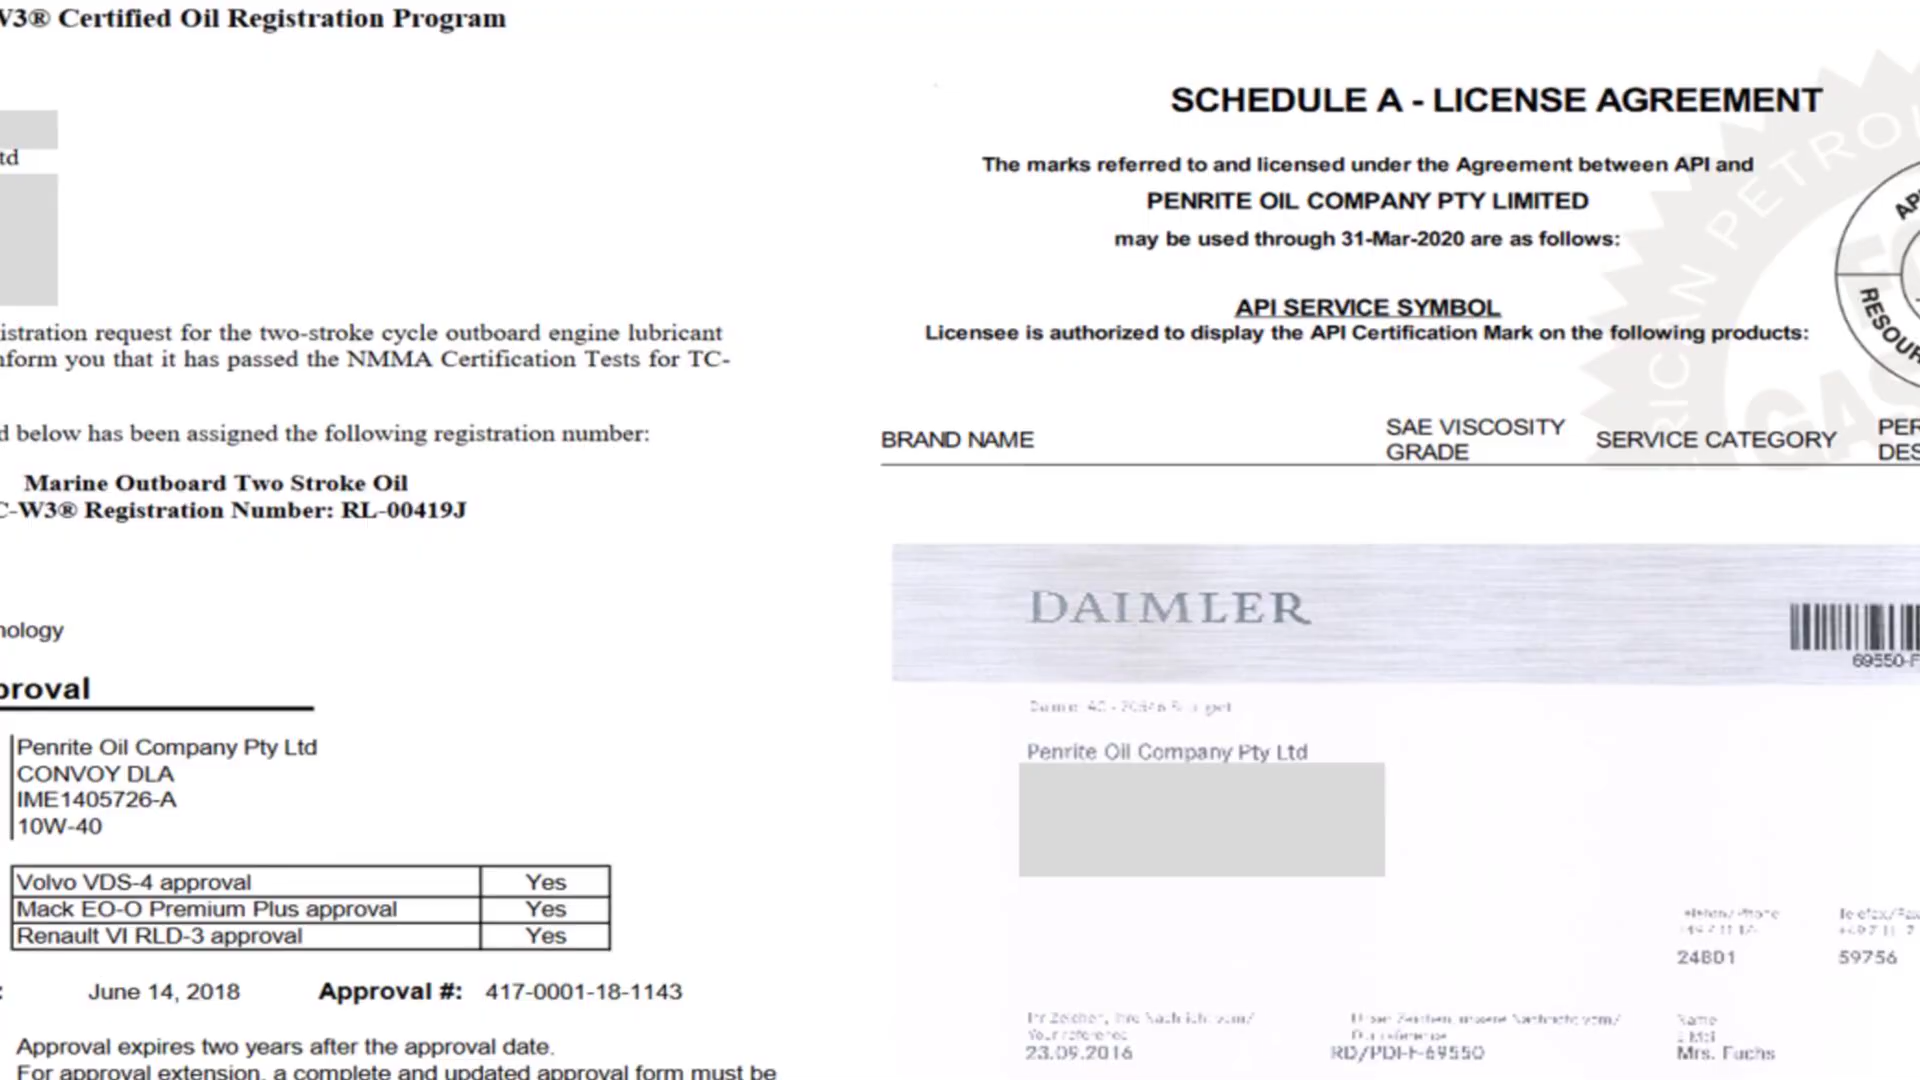 V3® Certified Oil Registration Program
td
istration request for the two-stroke cycle outboard engine lubricant
nform you that it has passed the NMMA Certification Tests for TC-
d below has been assigned the following registration number:
Marine Outboard Two Stroke Oil
C-W3® Registration Number: RL-00419J
nology
proval
Penrite Oil Company Pty Ltd
CONVOY DLA
IME1405726-A
10W-40
Volvo VDS-4 approval Yes
Mack EO-O Premium Plus approval Yes
Renault VI RLD-3 approval Yes
: June 14, 2018 Approval #: 417-0001-18-1143
Approval expires two years after the approval date.
For approval extension, a complete and updated approval form must be
SCHEDULE A - LICENSE AGREEMENT
The marks referred to and licensed under the Agreement between API and
PENRITE OIL COMPANY PTY LIMITED
may be used through 31-Mar-2020 are as follows:
API SERVICE SYMBOL
Licensee is authorized to display the API Certification Mark on the following products:
RICAN PETRO
AP
RESOUR
GAS
BRAND NAME SAE VISCOSITY GRADE SERVICE CATEGORY PER
DES
DAIMLER
69550-F
Penrite Oil Company Pty Ltd
24801 59756
Your reference
23.09.2016 RD/PDI-F-69550 Mrs. Fuchs